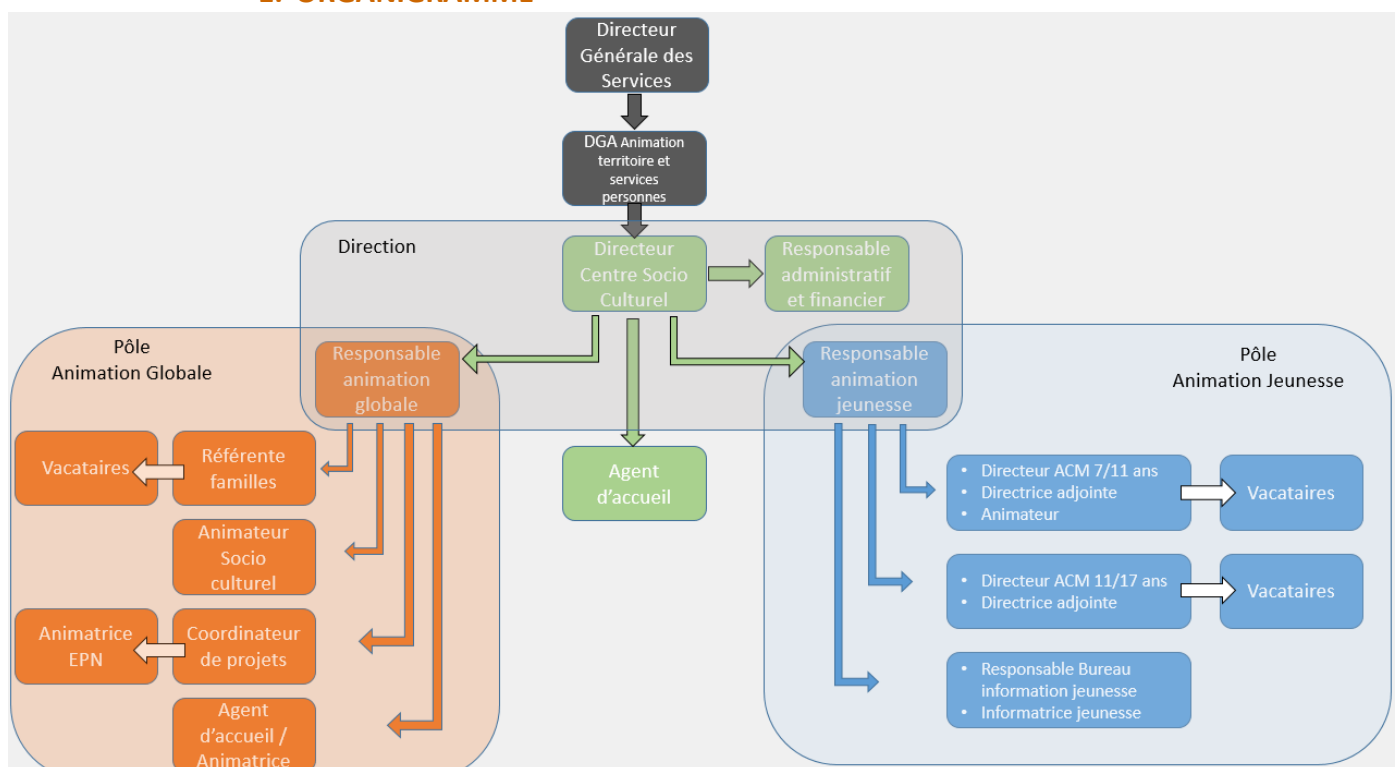 Directeur
Générale des
Services
DGA Animation
territoire et
services
personnes
Direction
Directeur
Centre Socio
Culturel
Responsable
administratif
et financier
Pôle
Animation Globale
Responsable
animation
globale
Responsable
animation
jeunesse
Pôle
Animation Jeunesse
Vacataires
Référente
familles
Agent
d’accueil
• Directeur ACM 7/11 ans
• Directrice adjointe
• Animateur
Vacataires
Animateur
Socio
culturel
• Directeur ACM 11/17 ans
• Directrice adjointe
Vacataires
Animatrice
EPN
Coordinateur
de projets
• Responsable Bureau
information jeunesse
• Informatrice jeunesse
Agent
d’accueil /
Animatrice